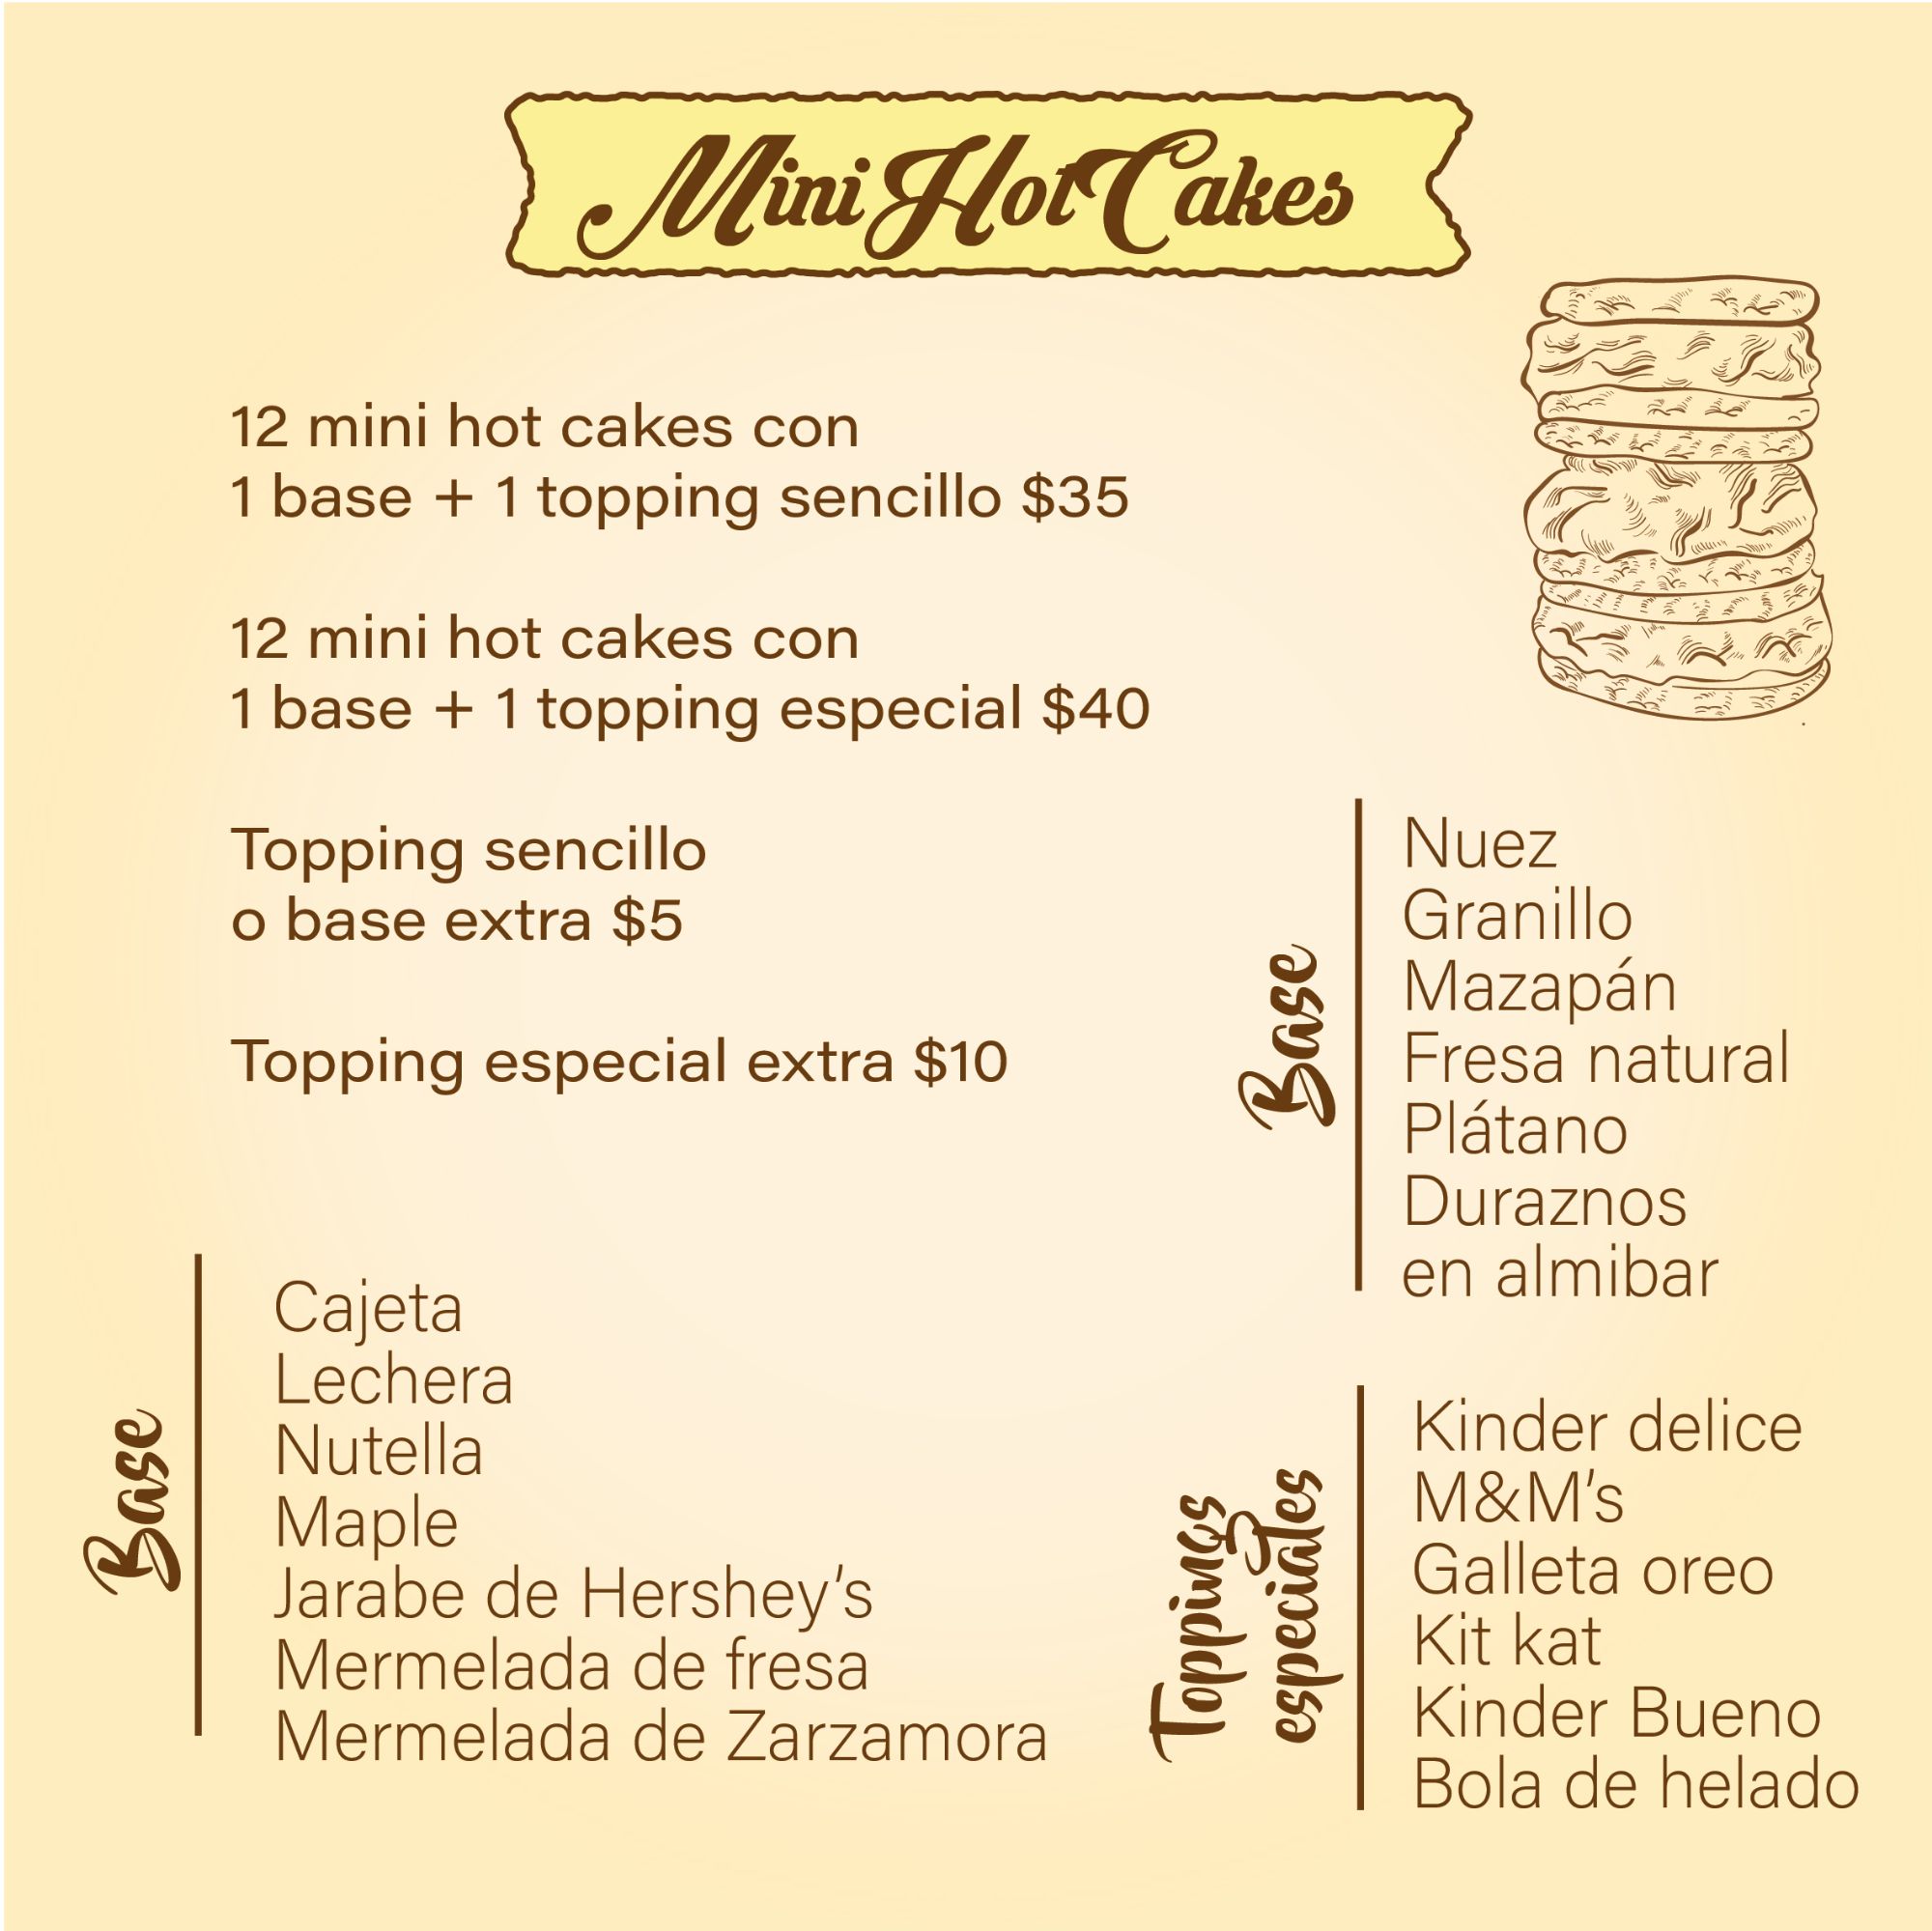 Mini Hot Cakes
12 mini hot cakes con
1 base + 1 topping sencillo $35
12 mini hot cakes con
1 base + 1 topping especial $40
Topping sencillo
o base extra $5
Topping especial extra $10
Base
Nuez
Granillo
Mazapán
Fresa natural
Plátano
Duraznos
en almibar
Base
Cajeta
Lechera
Nutella
Maple
Jarabe de Hershey's
Mermelada de fresa
Mermelada de Zarzamora
Toppings
especiales
Kinder delice
M&M's
Galleta oreo
Kit kat
Kinder Bueno
Bola de helado